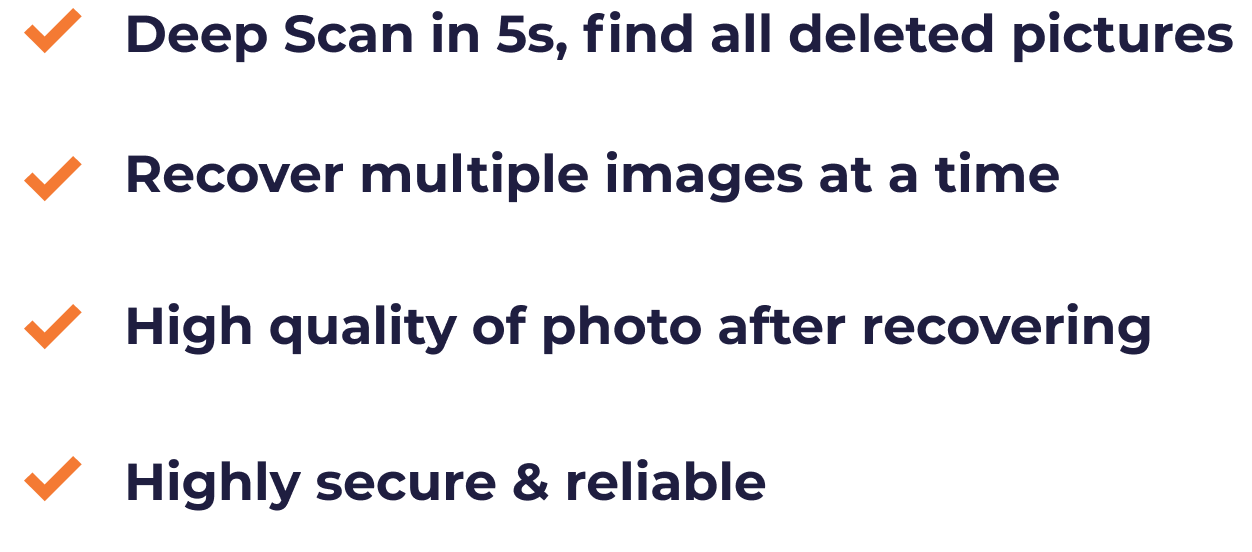 Deep Scan in 5s, find all deleted pictures
Recover multiple images at a time
High quality of photo after recovering
Highly secure & reliable